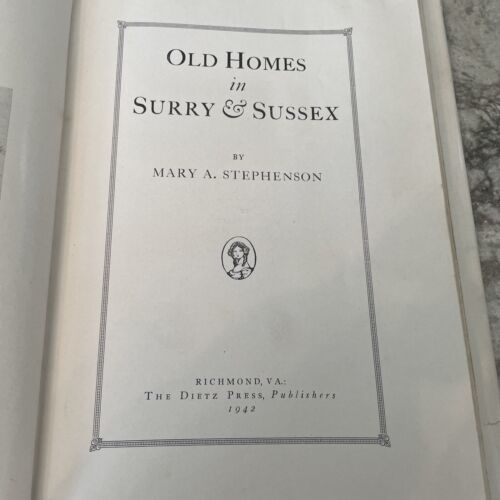 OLD HOMES
in
SURRY & SUSSEX
BY
MARY A. STEPHENSON
RICHMOND, VA.:
THE DIETZ PRESS, Publishers
1942